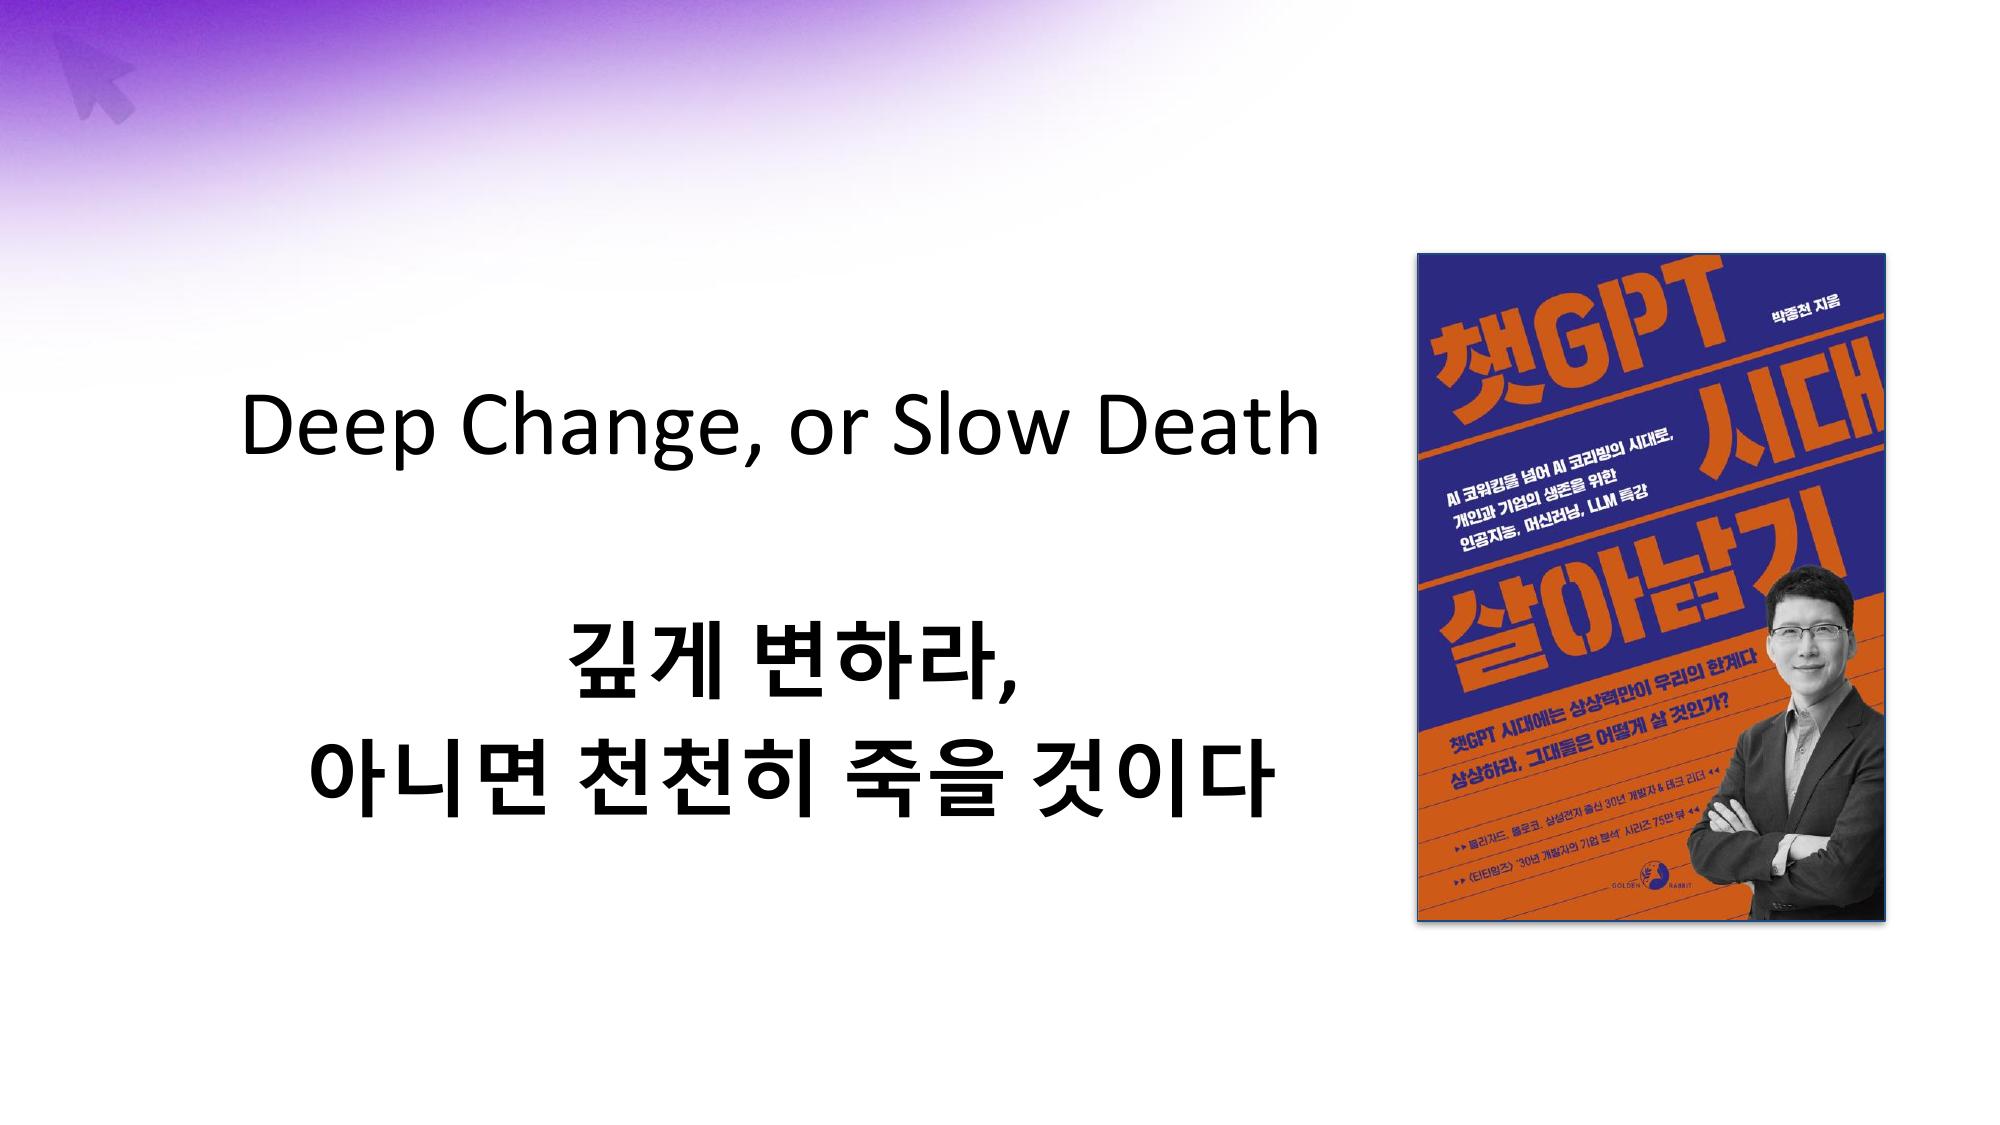 Deep Change, or Slow Death
깊게 변하라,
아니면 천천히 죽을 것이다
챗GPT
박종천 지음
시대
AI 코워킹을 넘어 AI 코리빙의 시대로,
개인과 기업의 생존을 위한
인공지능, 머신러닝, LLM 특강
살아남기
챗GPT 시대에는 상상력만이 우리의 한계다
상상하라, 그대들은 어떻게 살 것인가?
▸▸ 블리자드, 몰로코, 삼성전자 출신 30년 개발자 & 테크 리더 ◂◂
▸▸ 〈티타임즈〉 '30년 개발자의 기업 분석' 시리즈 75만 뷰 ◂◂
GOLDEN RABBIT